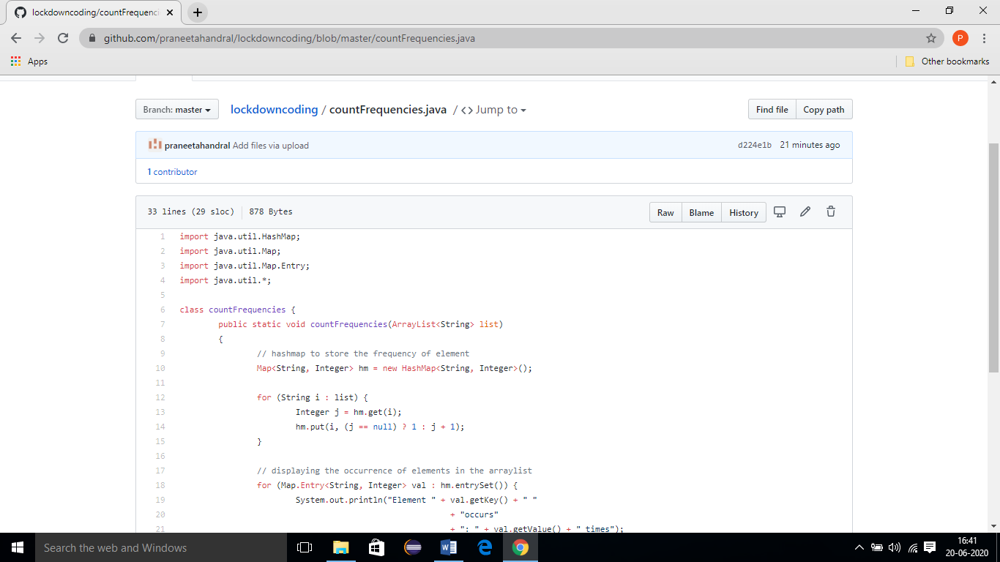 lockdowncoding/countFrequenci
github.com/praneetahandral/lockdowncoding/blob/master/countFrequencies.java
P
Apps
Other bookmarks
Branch: master
lockdowncoding / countFrequencies.java / <> Jump to
Find file
Copy path
praneetahandral Add files via upload
d224e1b 21 minutes ago
1 contributor
33 lines (29 sloc) 878 Bytes
Raw
Blame
History
1 import java.util.HashMap;
2 import java.util.Map;
3 import java.util.Map.Entry;
4 import java.util.*;
5
6 class countFrequencies {
7 public static void countFrequencies(ArrayList<String> list)
8 {
9 // hashmap to store the frequency of element
10 Map<String, Integer> hm = new HashMap<String, Integer>();
11
12 for (String i : list) {
13 Integer j = hm.get(i);
14 hm.put(i, (j == null) ? 1 : j + 1);
15 }
16
17 // displaying the occurrence of elements in the arraylist
18 for (Map.Entry<String, Integer> val : hm.entrySet()) {
19 System.out.println("Element " + val.getKey() + " "
20 + "occurs"
21 + ": " + val.getValue() + " times");
Search the web and Windows
16:41
20-06-2020